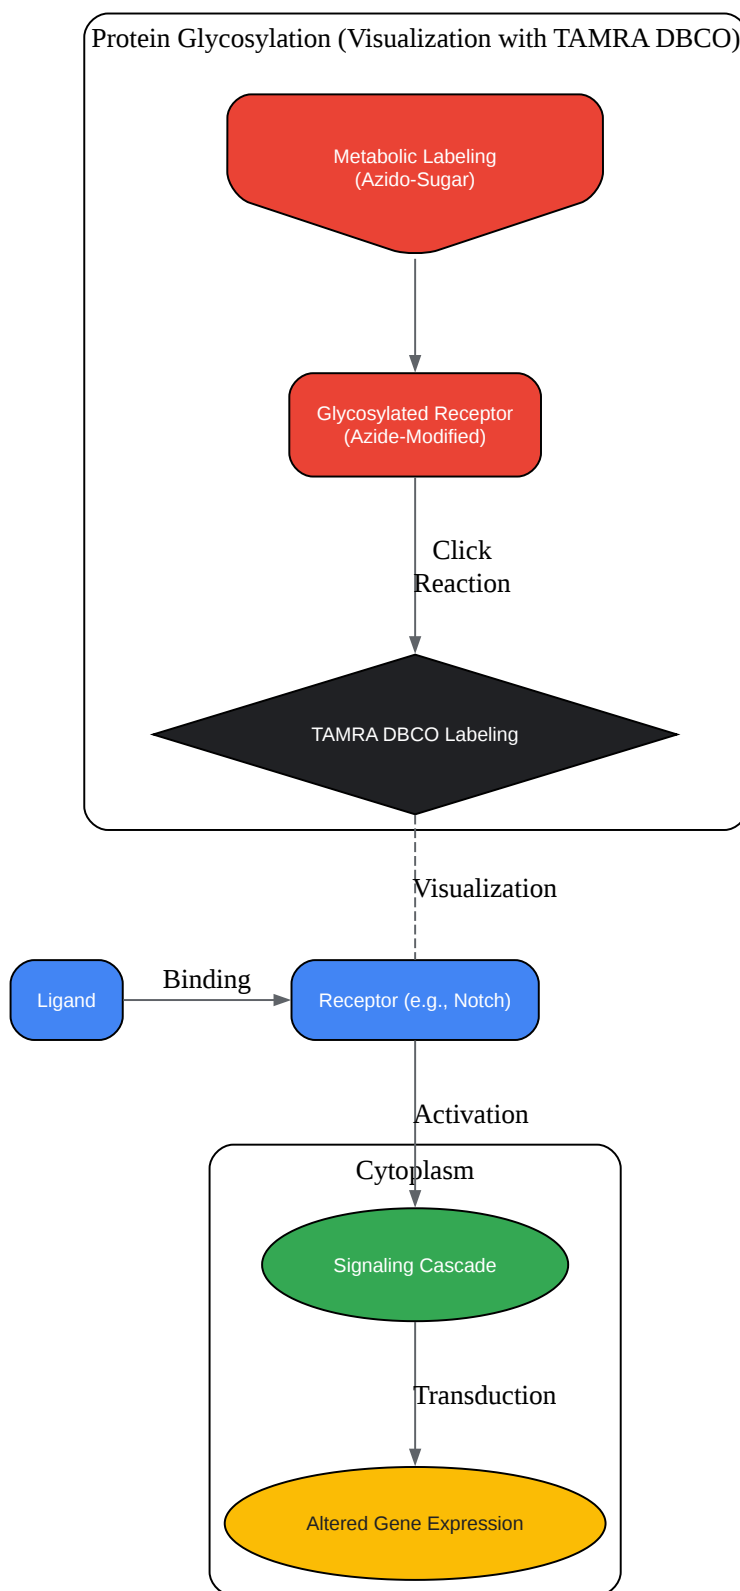 Protein Glycosylation (Visualization with TAMRA DBCO)
Metabolic Labeling
(Azido-Sugar)
Glycosylated Receptor
(Azide-Modified)
Click
Reaction
TAMRA DBCO Labeling
Visualization
Binding
Ligand
Receptor (e.g., Notch)
Activation
Cytoplasm
Signaling Cascade
Transduction
Altered Gene Expression